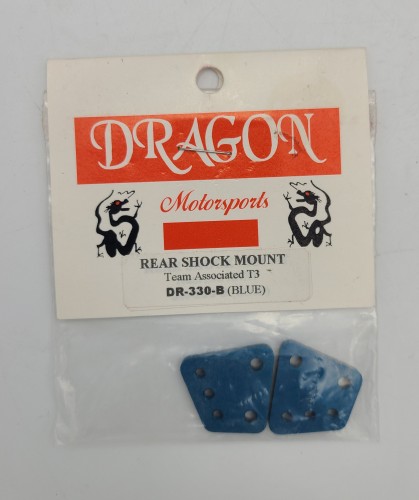 DRAGON
Motorsports
REAR SHOCK MOUNT
Team Associated T3
DR-330-B (BLUE)